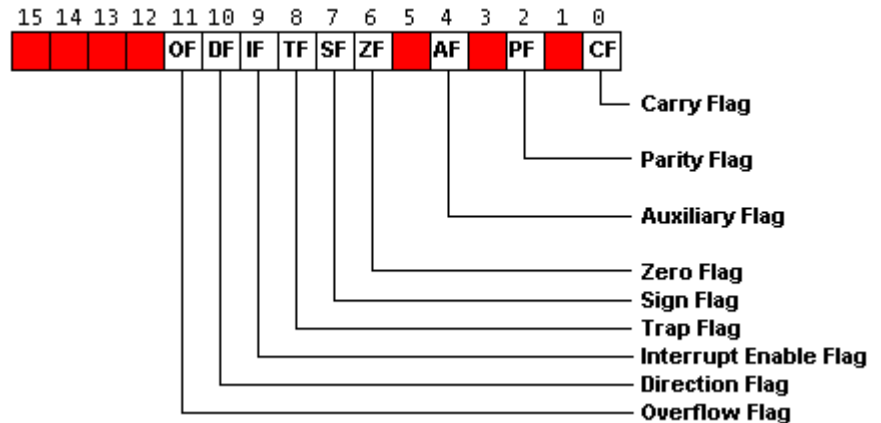 15 14 13 12 11 10 9 8 7 6 5 4 3 2 1 0
OF DF IF TF SF ZF AF PF CF
Carry Flag
Parity Flag
Auxiliary Flag
Zero Flag
Sign Flag
Trap Flag
Interrupt Enable Flag
Direction Flag
Overflow Flag